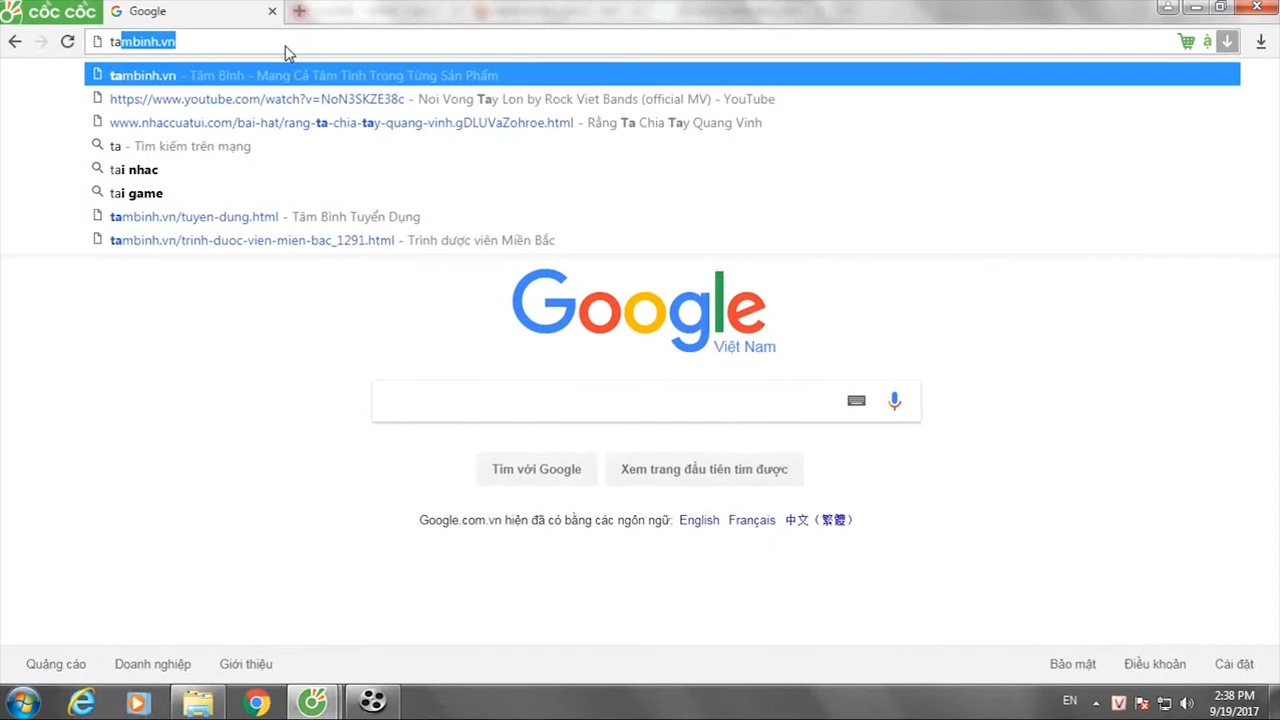 cốc cốc
Google
tambinh.vn
tambinh.vn - Tâm Bình - Mang Cả Tâm Tình Trong Từng Sản Phẩm
https://www.youtube.com/watch?v=NoN3SKZE38c - Noi Vong Tay Lon by Rock Viet Bands (official MV) - YouTube
www.nhaccuatui.com/bai-hat/rang-ta-chia-tay-quang-vinh.gDLUVaZohroe.html - Rằng Ta Chia Tay Quang Vinh
ta - Tìm kiếm trên mạng
tai nhac
tai game
tambinh.vn/tuyen-dung.html - Tâm Bình Tuyển Dụng
tambinh.vn/trinh-duoc-vien-mien-bac_1291.html - Trình dược viên Miền Bắc
Google
Việt Nam
Tìm với Google Xem trang đầu tiên tìm được
Google.com.vn hiện đã có bằng các ngôn ngữ: English Français 中文（繁體）
Quảng cáo Doanh nghiệp Giới thiệu Bảo mật Điều khoản Cài đặt
EN V 2:38 PM
9/19/2017